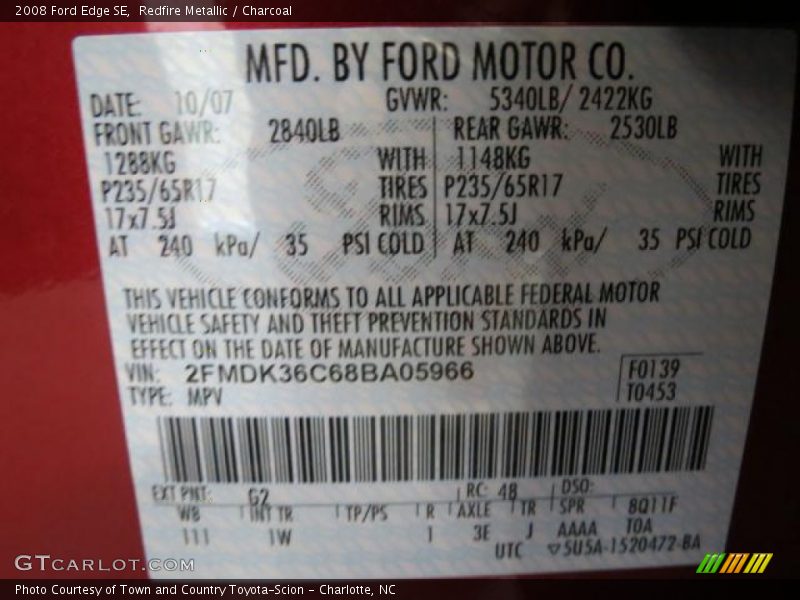 2008 Ford Edge SE, Redfire Metallic / Charcoal
MFD. BY FORD MOTOR CO.
DATE: 10/07 GVWR: 5340LB/ 2422KG
FRONT GAWR: 2840LB REAR GAWR: 2530LB
1288KG WITH 1148KG WITH
P235/65R17 TIRES P235/65R17 TIRES
17x7.5J RIMS 17x7.5J RIMS
AT 240 kPa/ 35 PSI COLD AT 240 kPa/ 35 PSI COLD
THIS VEHICLE CONFORMS TO ALL APPLICABLE FEDERAL MOTOR
VEHICLE SAFETY AND THEFT PREVENTION STANDARDS IN
EFFECT ON THE DATE OF MANUFACTURE SHOWN ABOVE.
VIN: 2FMDK36C68BA05966 F0139
TYPE: MPV T0453
EXT PNT: G2 RC: 48 DSO:
WB INT TR TP/PS R AXLE TR SPR 8Q11F
111 1W 1 3E J AAAA TOA
UTC ▽5U5A-1520472-BA
GTCARLOT.COM
Photo Courtesy of Town and Country Toyota-Scion - Charlotte, NC